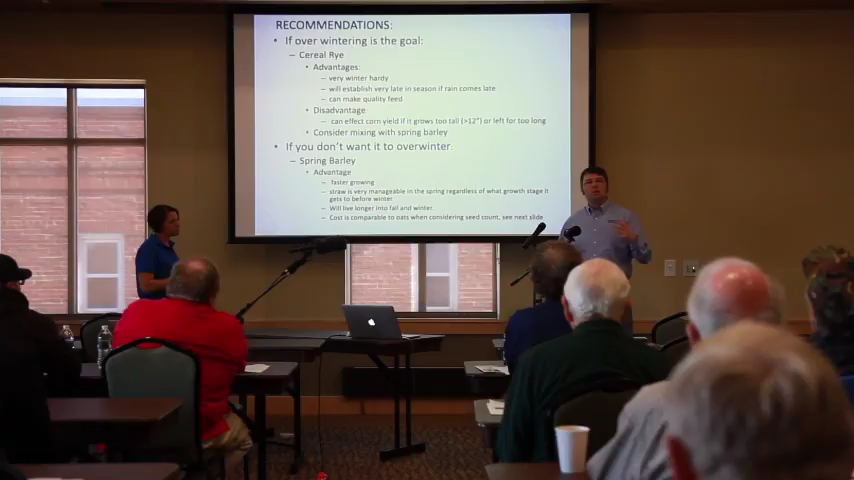 RECOMMENDATIONS:
• If over wintering is the goal:
– Cereal Rye
• Advantages:
– very winter hardy
– will establish very late in season if rain comes late
– can make quality feed
• Disadvantage
– can effect corn yield if it grows too tall (>12") or left for too long
• Consider mixing with spring barley
• If you don't want it to overwinter:
– Spring Barley
• Advantage
– faster growing
– straw is very manageable in the spring regardless of what growth stage it
gets to before winter
– Will live longer into fall and winter.
– Cost is comparable to oats when considering seed count, see next slide